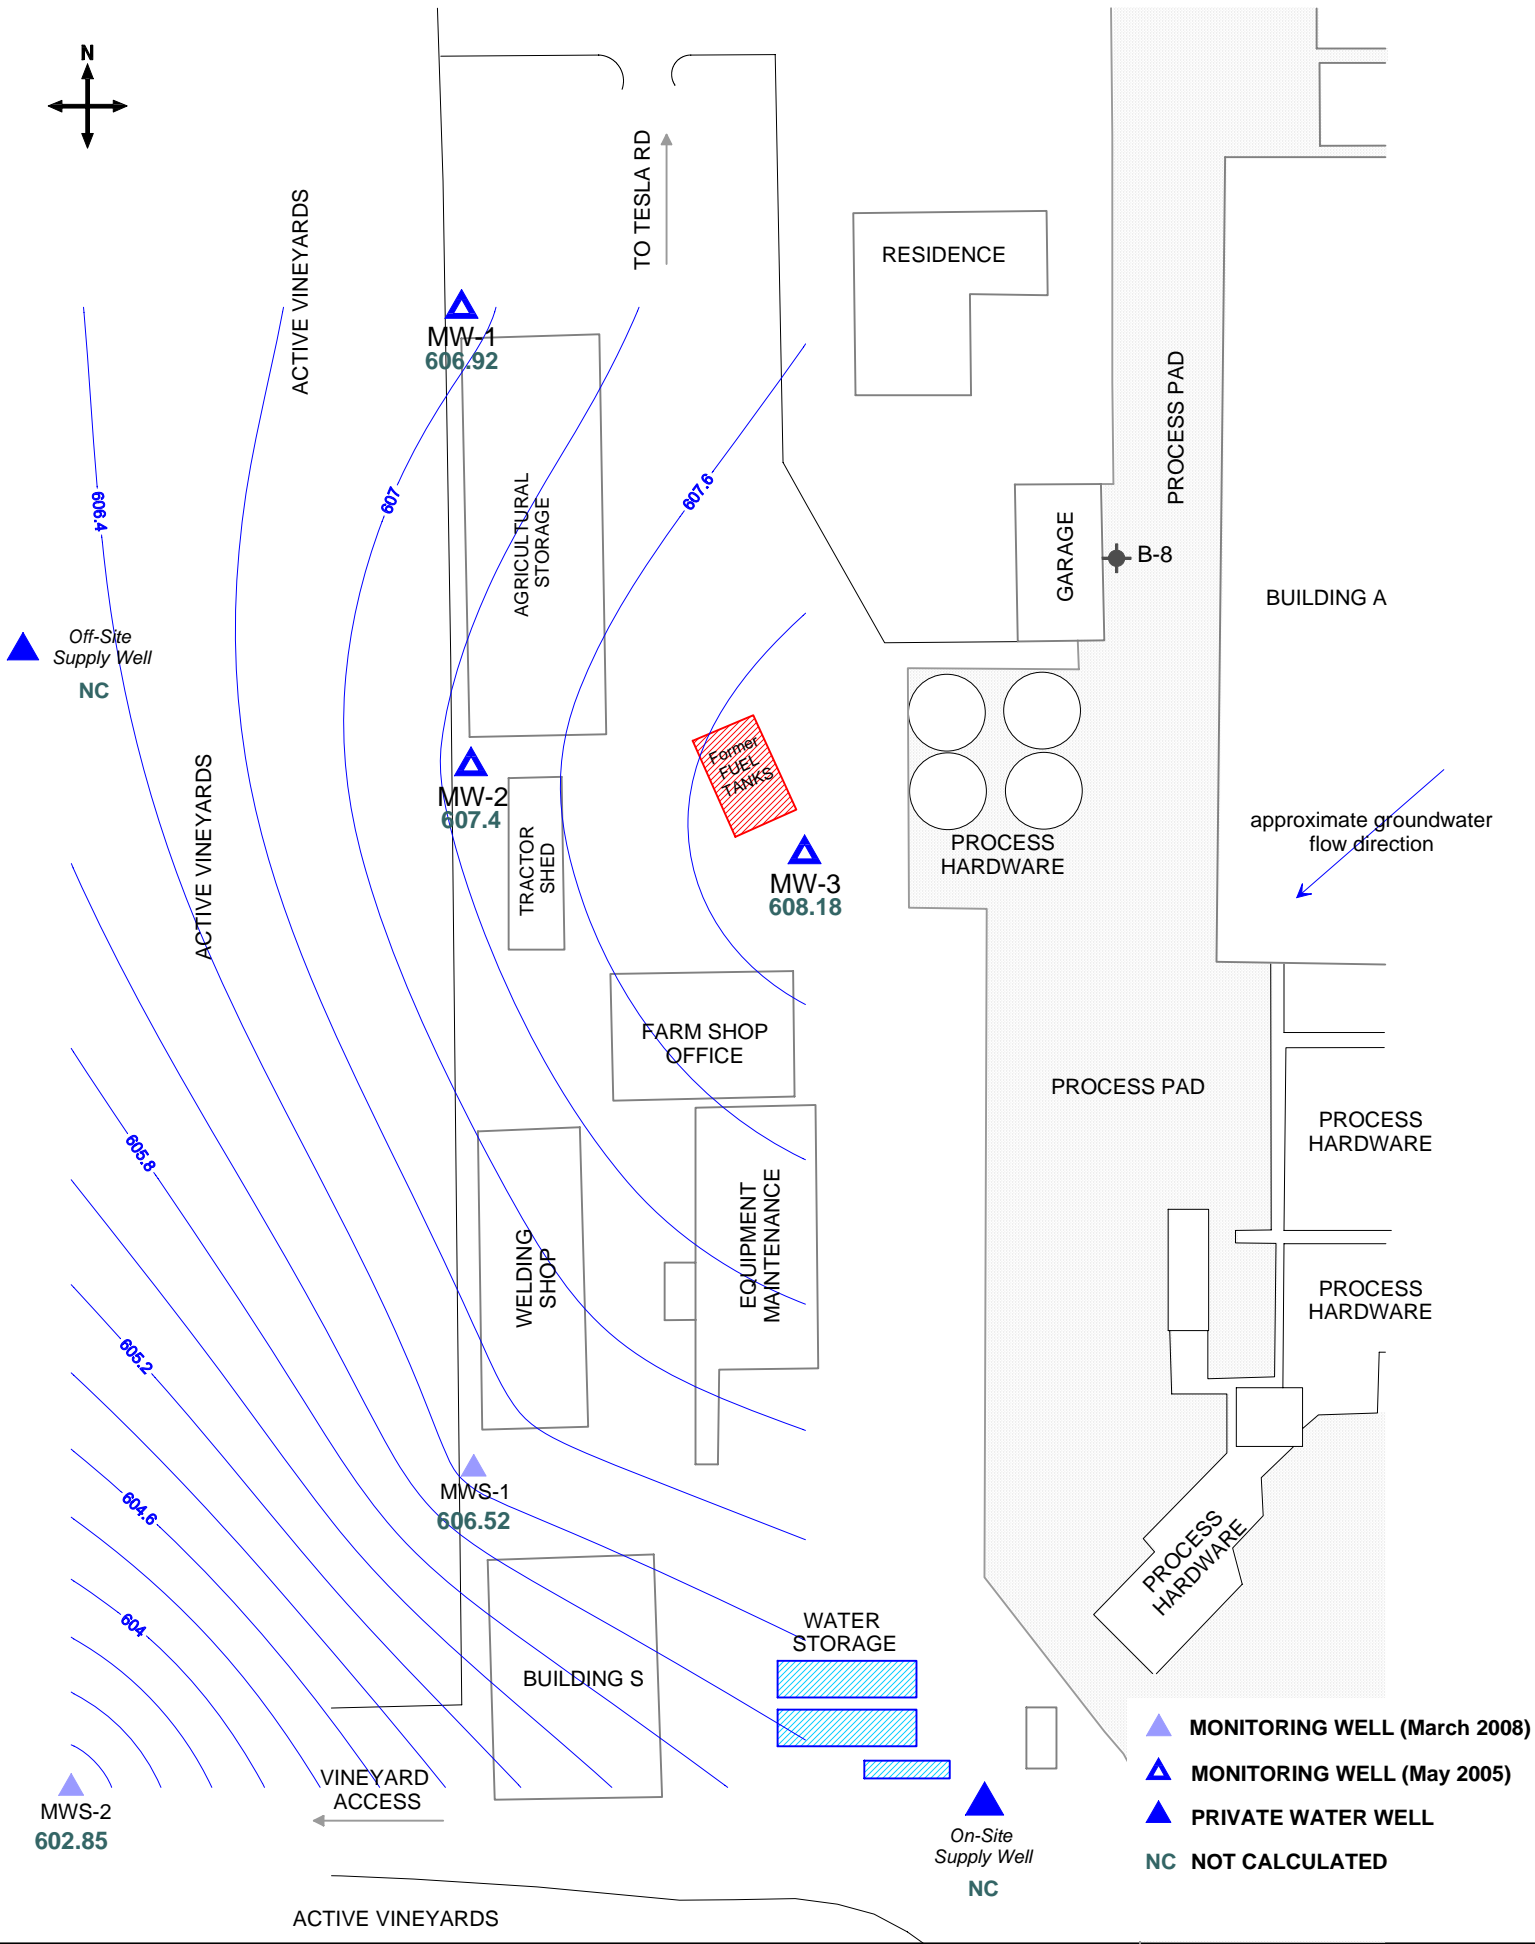 N
ACTIVE VINEYARDS
TO TESLA RD
RESIDENCE
MW-1
606.92
PROCESS PAD
606.4
607
607.6
AGRICULTURAL
STORAGE
GARAGE
B-8
BUILDING A
Off-Site
Supply Well
NC
ACTIVE VINEYARDS
Former
FUEL
TANKS
MW-2
607.4
TRACTOR
SHED
MW-3
608.18
PROCESS
HARDWARE
approximate groundwater
flow direction
FARM SHOP
OFFICE
PROCESS PAD
PROCESS
HARDWARE
605.8
WELDING
SHOP
EQUIPMENT
MAINTENANCE
PROCESS
HARDWARE
605.2
MWS-1
606.52
604.6
PROCESS
HARDWARE
604
WATER
STORAGE
BUILDING S
MWS-2
602.85
VINEYARD
ACCESS
On-Site
Supply Well
NC
MONITORING WELL (March 2008)
MONITORING WELL (May 2005)
PRIVATE WATER WELL
NC NOT CALCULATED
ACTIVE VINEYARDS